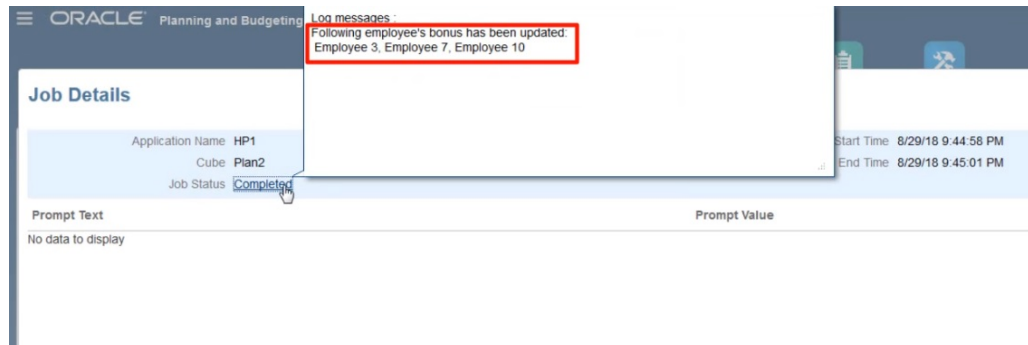 ORACLE® Planning and Budgeting
Log messages :
Following employee's bonus has been updated:
Employee 3, Employee 7, Employee 10
Job Details
Application Name HP1
Start Time 8/29/18 9:44:58 PM
Cube Plan2
End Time 8/29/18 9:45:01 PM
Job Status Completed
Prompt Text
Prompt Value
No data to display